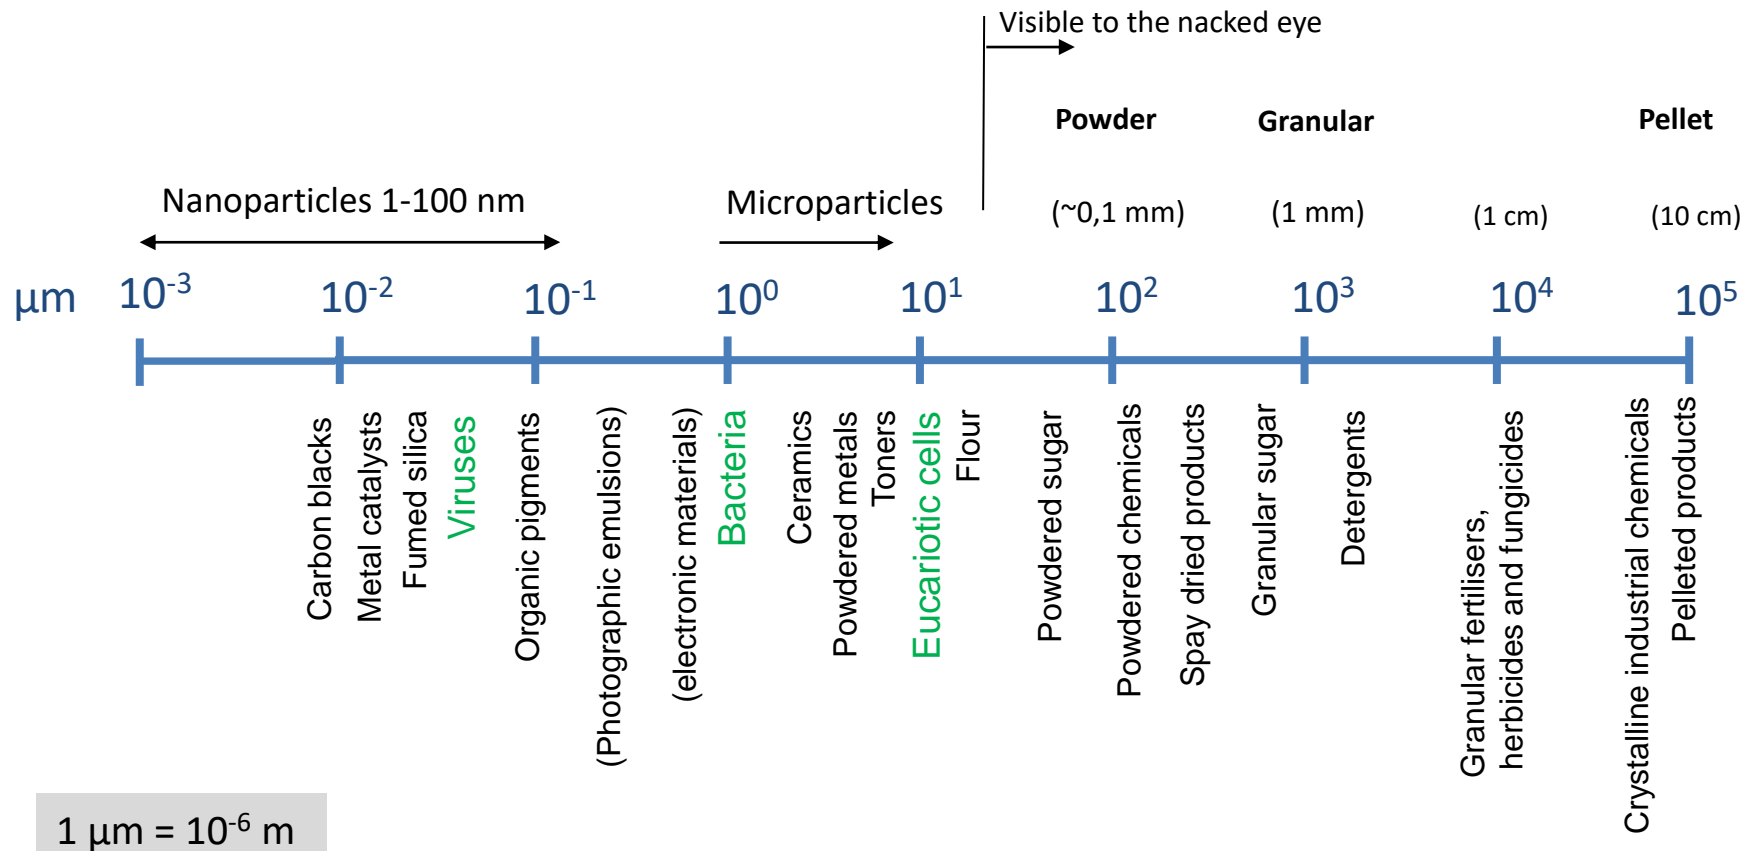 Visible to the nacked eye
Powder Granular Pellet
Nanoparticles 1-100 nm Microparticles (~0,1 mm) (1 mm) (1 cm) (10 cm)
µm 10⁻³ 10⁻² 10⁻¹ 10⁰ 10¹ 10² 10³ 10⁴ 10⁵
Carbon blacks
Metal catalysts
Fumed silica
Viruses
Organic pigments
(Photographic emulsions)
(electronic materials)
Bacteria
Ceramics
Powdered metals
Toners
Eucariotic cells
Flour
Powdered sugar
Powdered chemicals
Spay dried products
Granular sugar
Detergents
Granular fertilisers,
herbicides and fungicides
Crystalline industrial chemicals
Pelleted products
1 µm = 10⁻⁶ m